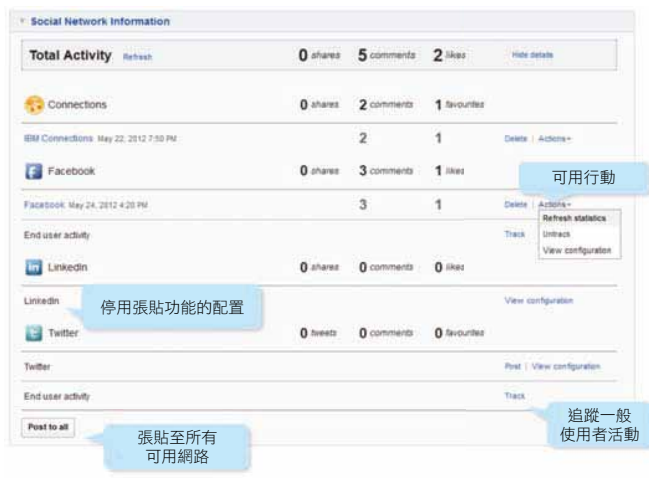 Social Network Information
Total Activity Refresh 0 shares 5 comments 2 likes Hide details
Connections 0 shares 2 comments 1 favourites
IBM Connections May 22, 2012 7:50 PM 2 1 Delete | Actions
Facebook 0 shares 3 comments 1 likes
可用行動
Facebook May 24, 2012 4:20 PM 3 1 Delete | Actions
Refresh statistics
End user activity Track Untrack
View configuration
LinkedIn 0 shares 0 comments 0 likes
LinkedIn View configuration
停用張貼功能的配置
Twitter 0 tweets 0 comments 0 favourites
Twitter Post | View configuration
End user activity Track
追蹤一般
使用者活動
Post to all
張貼至所有
可用網路